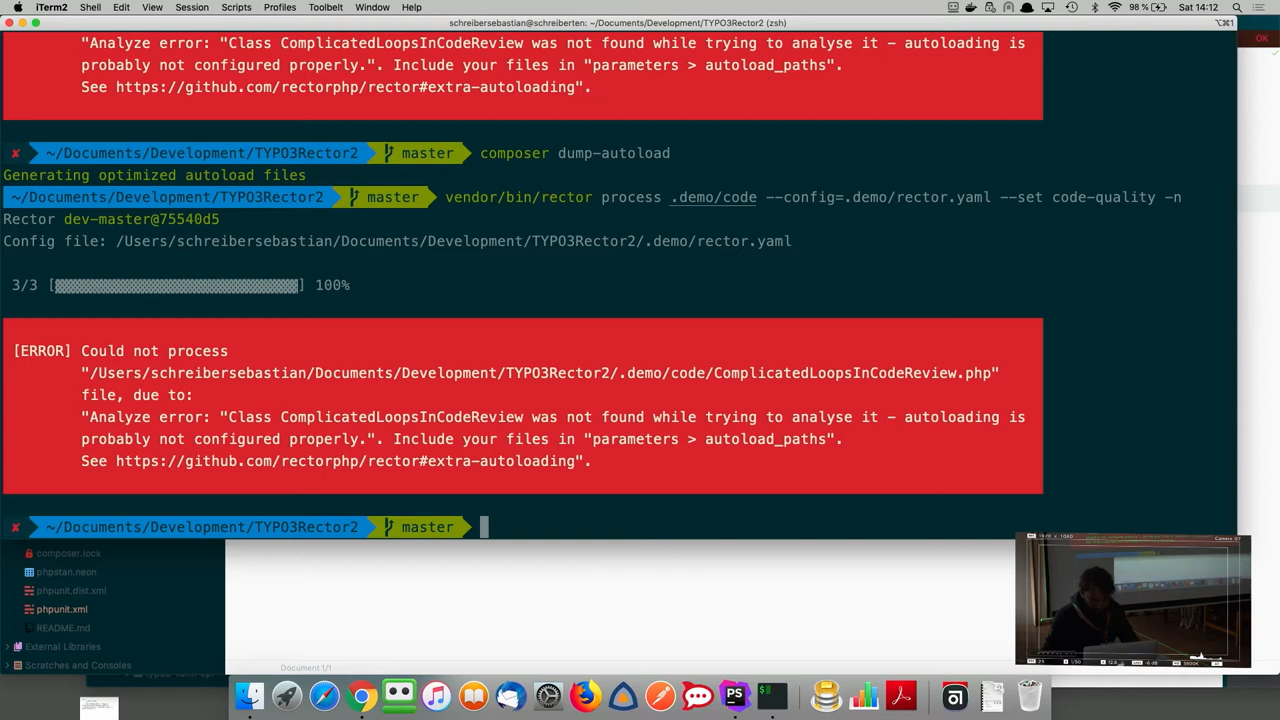 iTerm2 Shell Edit View Session Scripts Profiles Toolbelt Window Help 98 % Sat 14:12
schreibersebastian@schreiberten: ~/Documents/Development/TYPO3Rector2 (zsh) ⌥⌘1
OK
"Analyze error: "Class ComplicatedLoopsInCodeReview was not found while trying to analyse it - autoloading is
probably not configured properly.". Include your files in "parameters > autoload_paths".
See https://github.com/rectorphp/rector#extra-autoloading".
✘ ~/Documents/Development/TYPO3Rector2 master composer dump-autoload
Generating optimized autoload files
~/Documents/Development/TYPO3Rector2 master vendor/bin/rector process .demo/code --config=.demo/rector.yaml --set code-quality -n
Rector dev-master@75540d5
Config file: /Users/schreibersebastian/Documents/Development/TYPO3Rector2/.demo/rector.yaml
3/3 [▓▓▓▓▓▓▓▓▓▓▓▓▓▓▓▓▓▓▓▓▓▓▓▓▓▓▓▓] 100%
[ERROR] Could not process
"/Users/schreibersebastian/Documents/Development/TYPO3Rector2/.demo/code/ComplicatedLoopsInCodeReview.php"
file, due to:
"Analyze error: "Class ComplicatedLoopsInCodeReview was not found while trying to analyse it - autoloading is
probably not configured properly.". Include your files in "parameters > autoload_paths".
See https://github.com/rectorphp/rector#extra-autoloading".
✘ ~/Documents/Development/TYPO3Rector2 master
composer.lock
phpstan.neon
phpunit.dist.xml
phpunit.xml
README.md
External Libraries
Scratches and Consoles
Document 1/1
Camera 07
PS